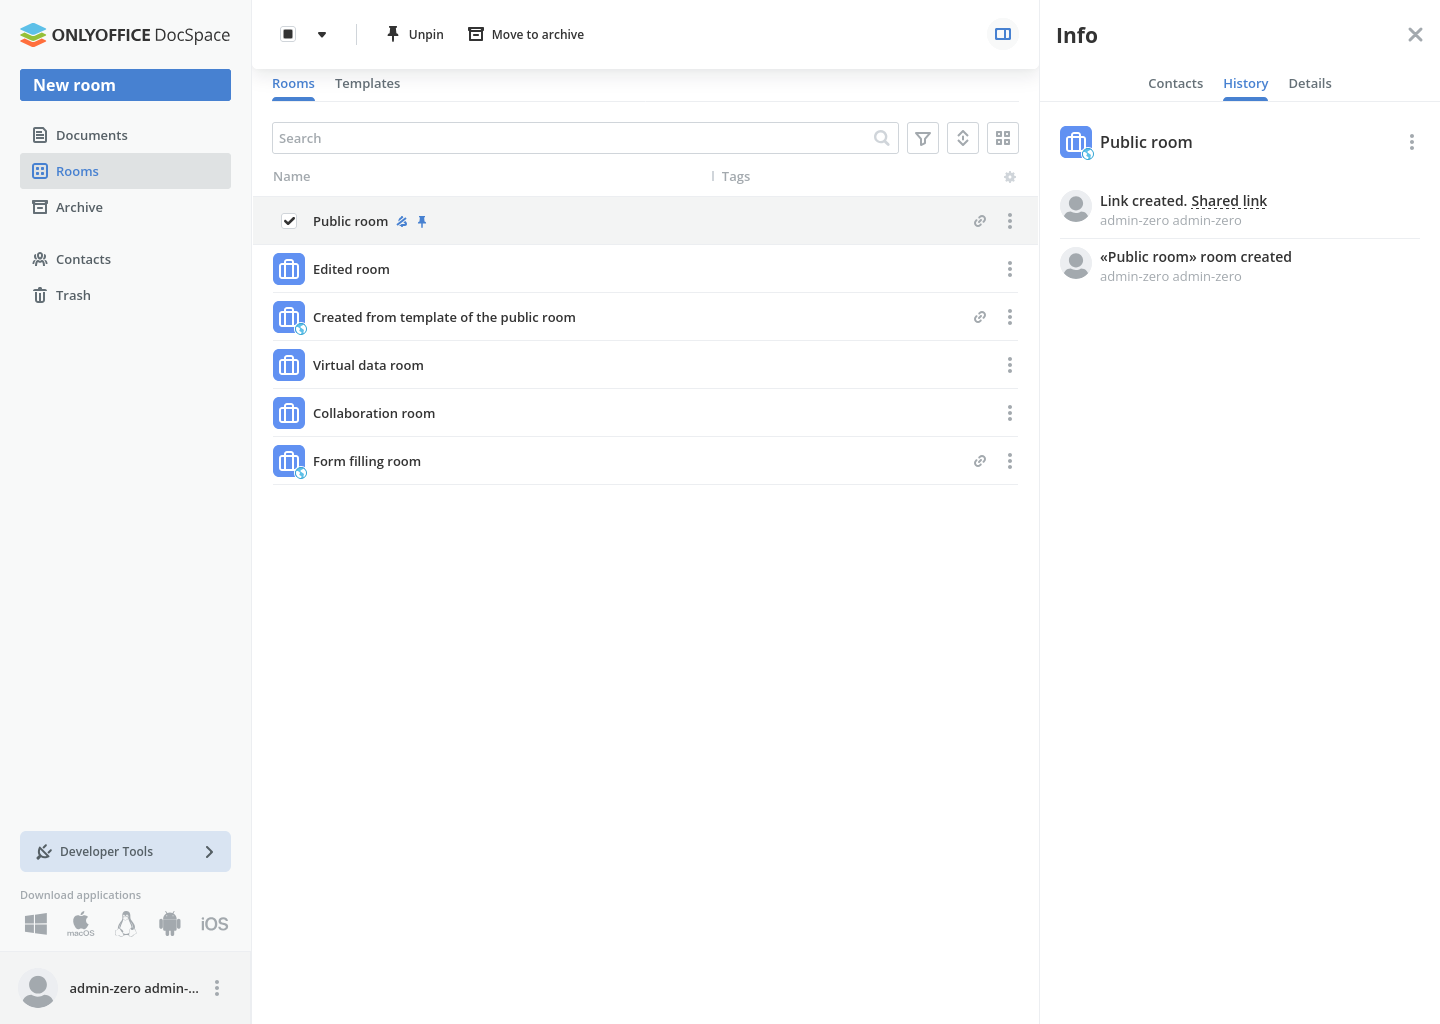 ONLYOFFICE DocSpace
New room
Documents
Rooms
Archive
Contacts
Trash
Developer Tools
Download applications
macOS
iOS
admin-zero admin-...
Unpin
Move to archive
Rooms
Templates
Search
Name
Tags
Public room
Edited room
Created from template of the public room
Virtual data room
Collaboration room
Form filling room
Info
Contacts
History
Details
Public room
Link created. Shared link
admin-zero admin-zero
«Public room» room created
admin-zero admin-zero